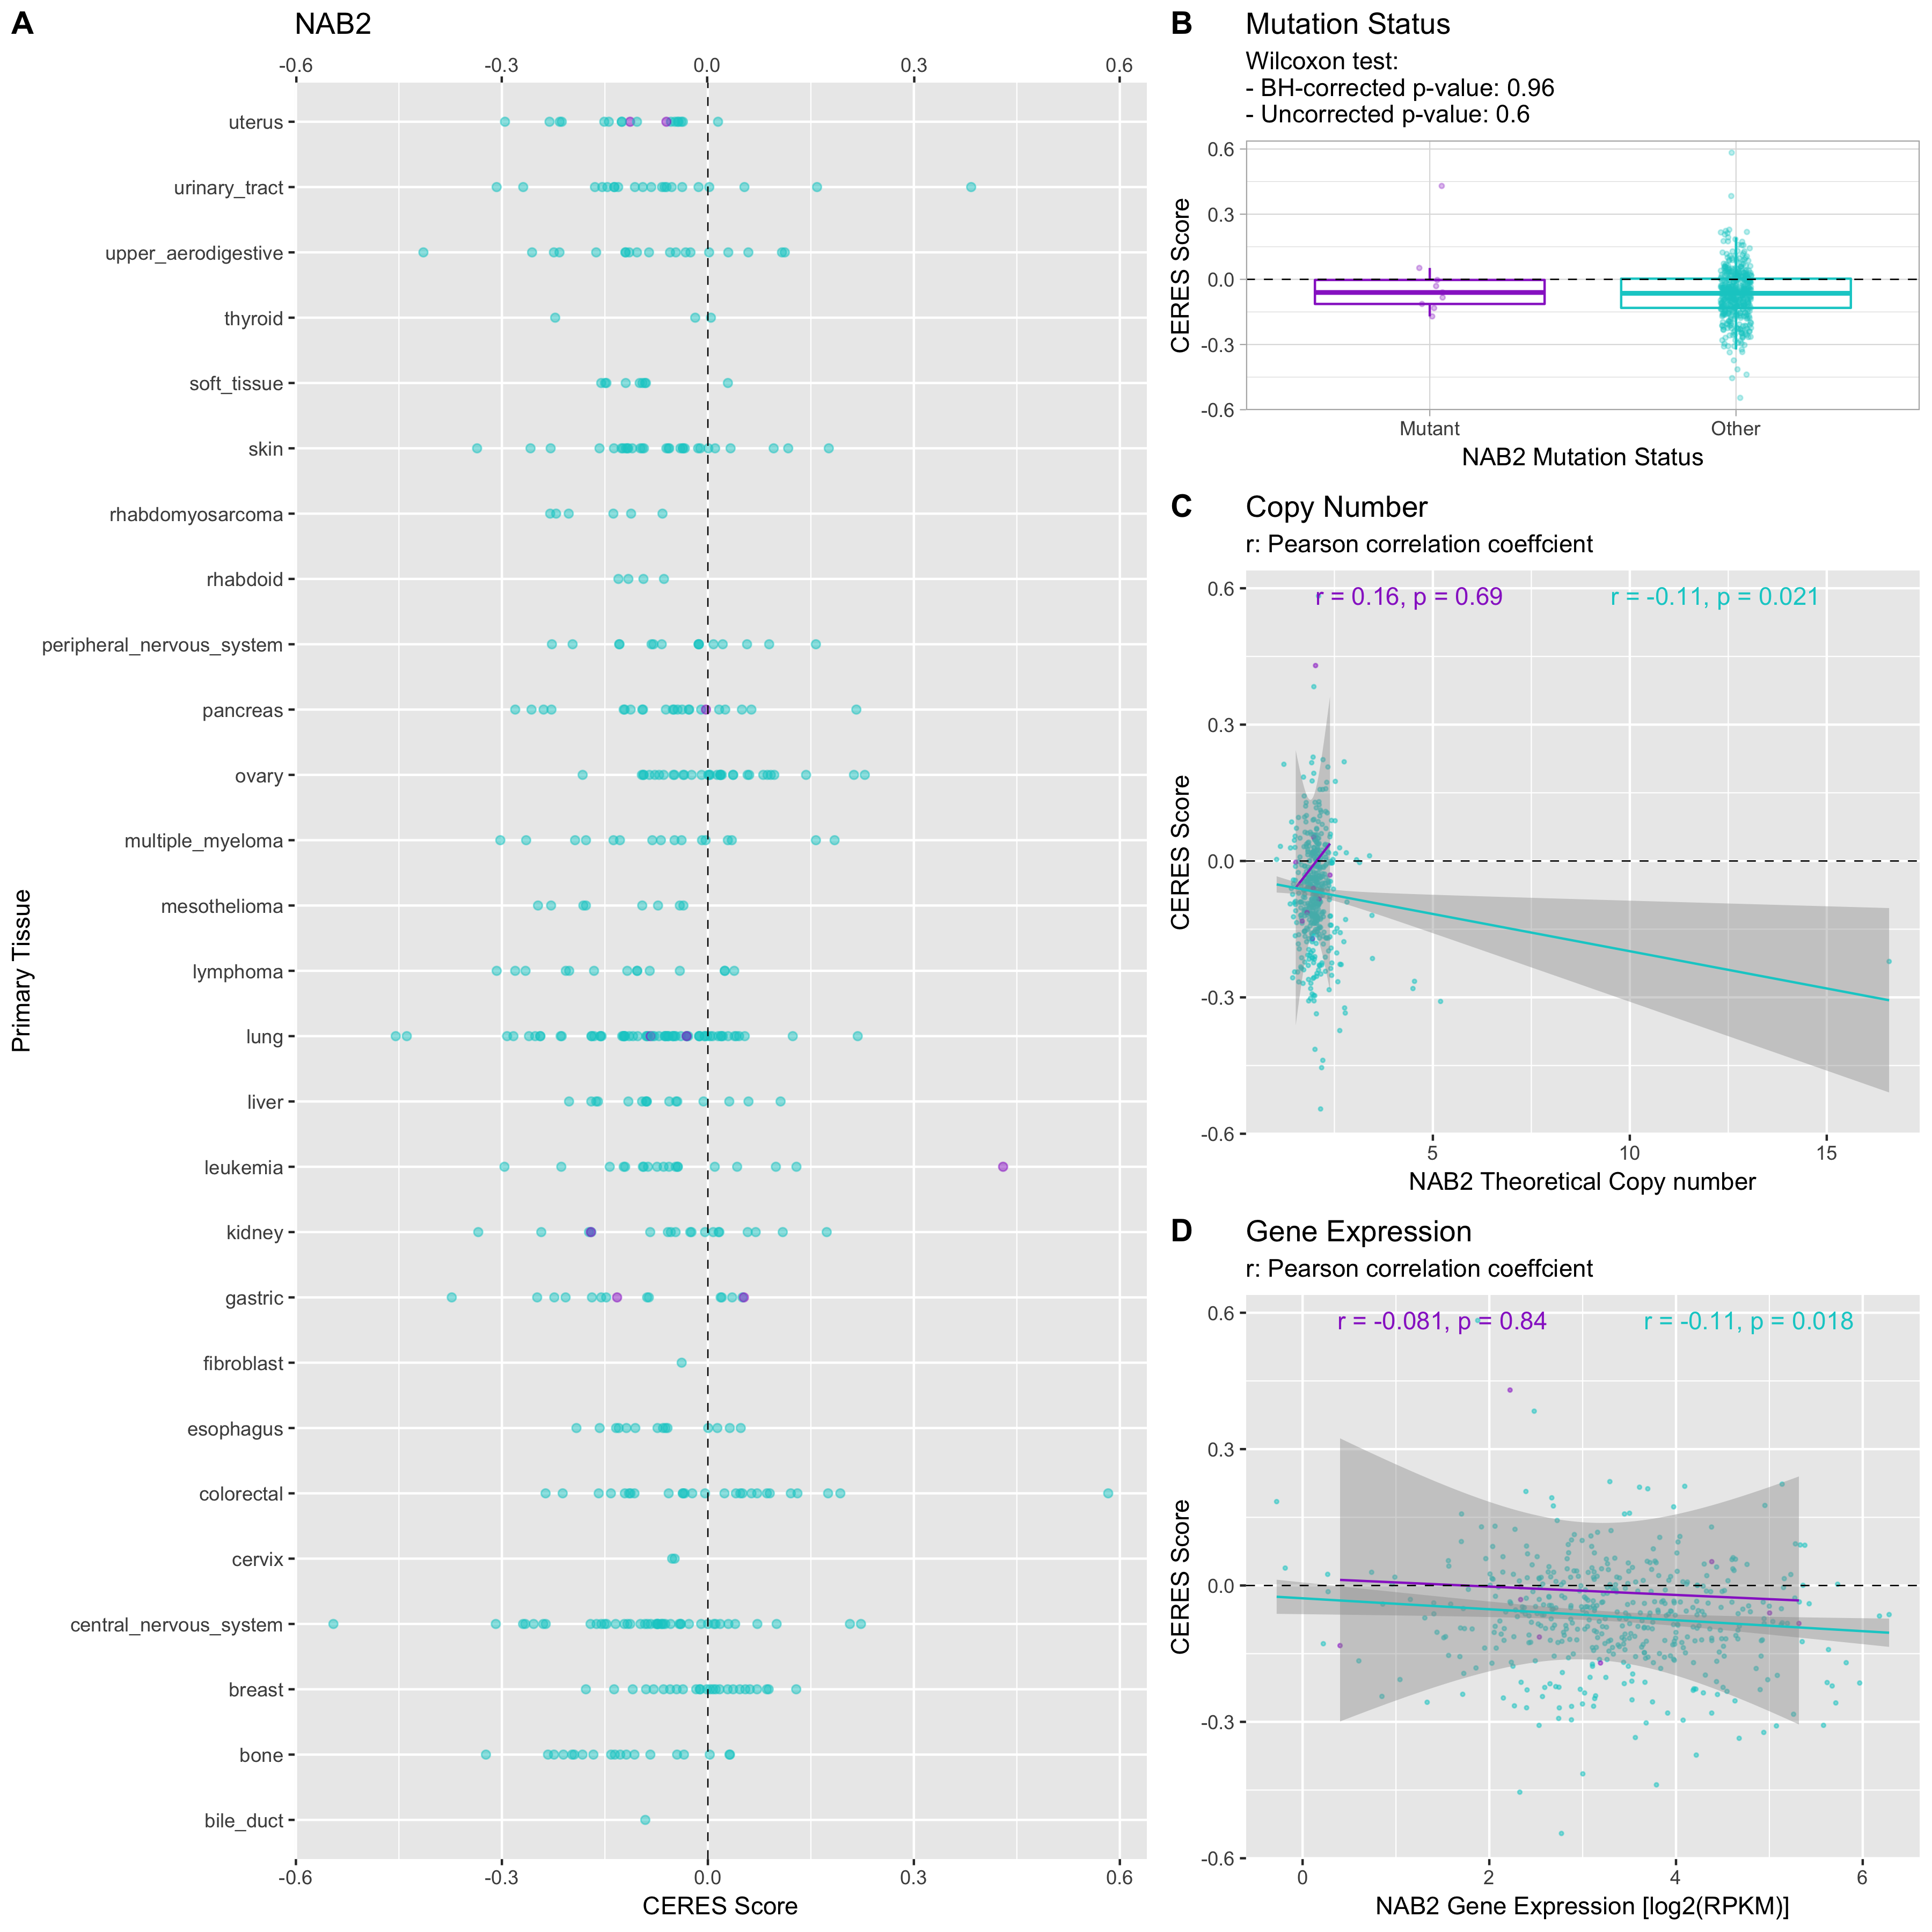 A
NAB2
-0.6 -0.3 0.0 0.3 0.6
uterus
urinary_tract
upper_aerodigestive
thyroid
soft_tissue
skin
rhabdomyosarcoma
rhabdoid
peripheral_nervous_system
pancreas
ovary
multiple_myeloma
mesothelioma
lymphoma
lung
liver
leukemia
kidney
gastric
fibroblast
esophagus
colorectal
cervix
central_nervous_system
breast
bone
bile_duct
Primary Tissue
-0.6 -0.3 0.0 0.3 0.6
CERES Score
B
Mutation Status
Wilcoxon test:
- BH-corrected p-value: 0.96
- Uncorrected p-value: 0.6
0.6
0.3
0.0
-0.3
-0.6
CERES Score
Mutant Other
NAB2 Mutation Status
C
Copy Number
r: Pearson correlation coeffcient
r = 0.16, p = 0.69 r = -0.11, p = 0.021
0.6
0.3
0.0
-0.3
-0.6
CERES Score
5 10 15
NAB2 Theoretical Copy number
D
Gene Expression
r: Pearson correlation coeffcient
r = -0.081, p = 0.84 r = -0.11, p = 0.018
0.6
0.3
0.0
-0.3
-0.6
CERES Score
0 2 4 6
NAB2 Gene Expression [log2(RPKM)]